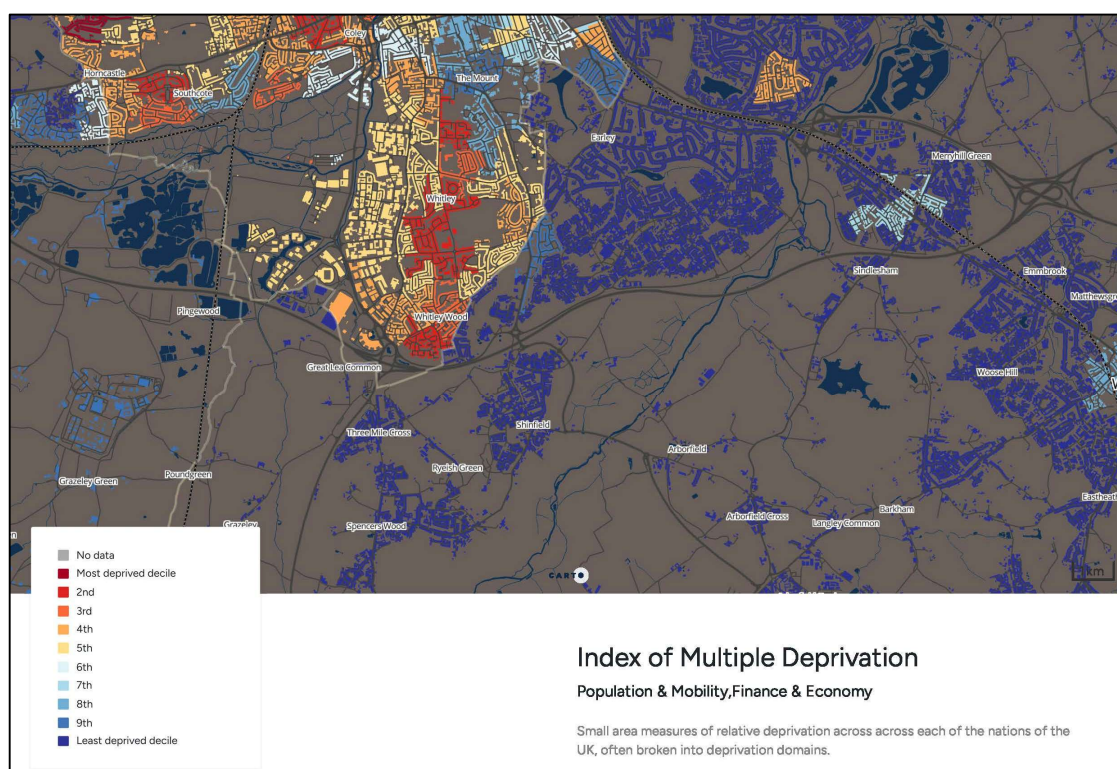 Coley
Horncastle
Southcote
The Mount
Earley
Merryhill Green
Whitley
Sindlesham
Emmbrook
Matthewsgr
Pingewood
Whitley Wood
Great Lea Common
Woose Hill
W
Three Mile Cross
Shinfield
Arborfield
Ryeish Green
Poundgreen
Grazeley Green
Eastheath
Barkham
Arborfield Cross
Langley Common
Grazeley
Spencers Wood
n
CARTO
km
No data
Most deprived decile
2nd
3rd
4th
5th
6th
7th
8th
9th
Least deprived decile
Index of Multiple Deprivation
Population & Mobility,Finance & Economy
Small area measures of relative deprivation across across each of the nations of the
UK, often broken into deprivation domains.